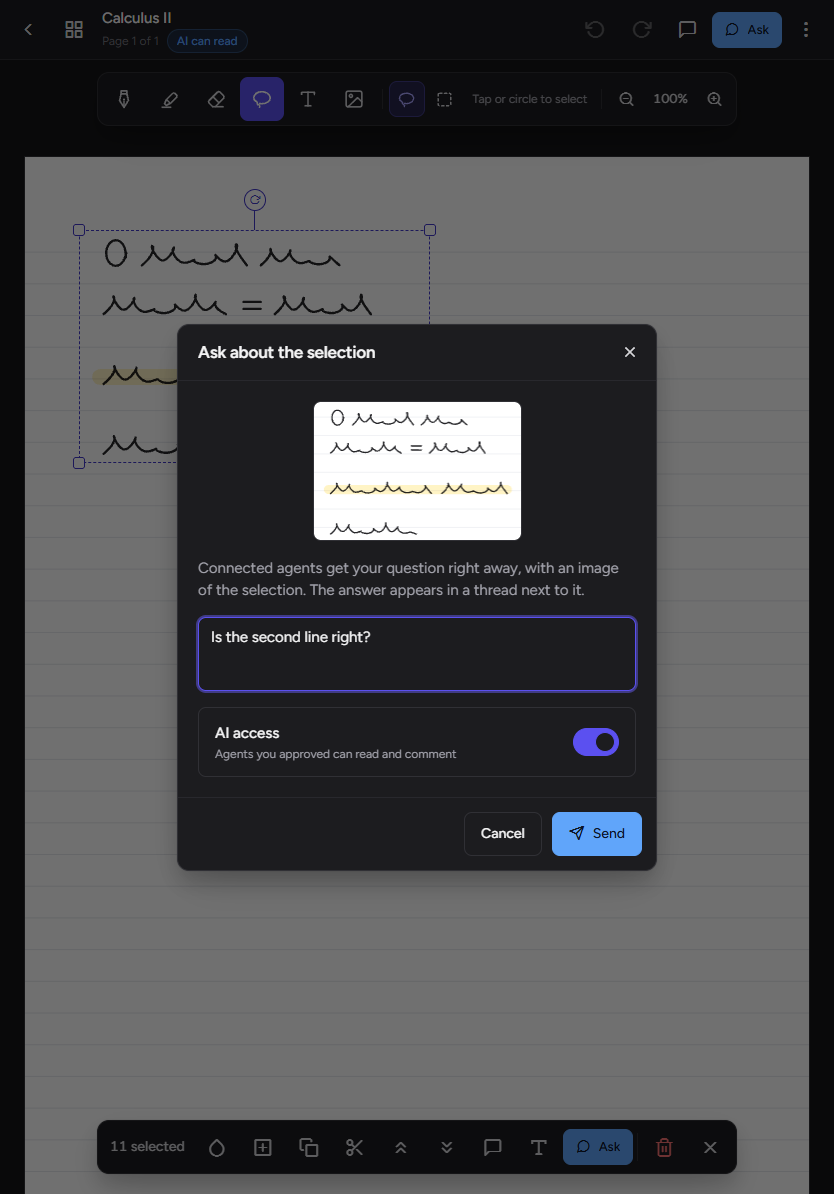 Calculus II
Page 1 of 1 AI can read
Ask
Tap or circle to select
100%
Ask about the selection
Connected agents get your question right away, with an image
of the selection. The answer appears in a thread next to it.
Is the second line right?
AI access
Agents you approved can read and comment
Cancel
Send
11 selected
Ask